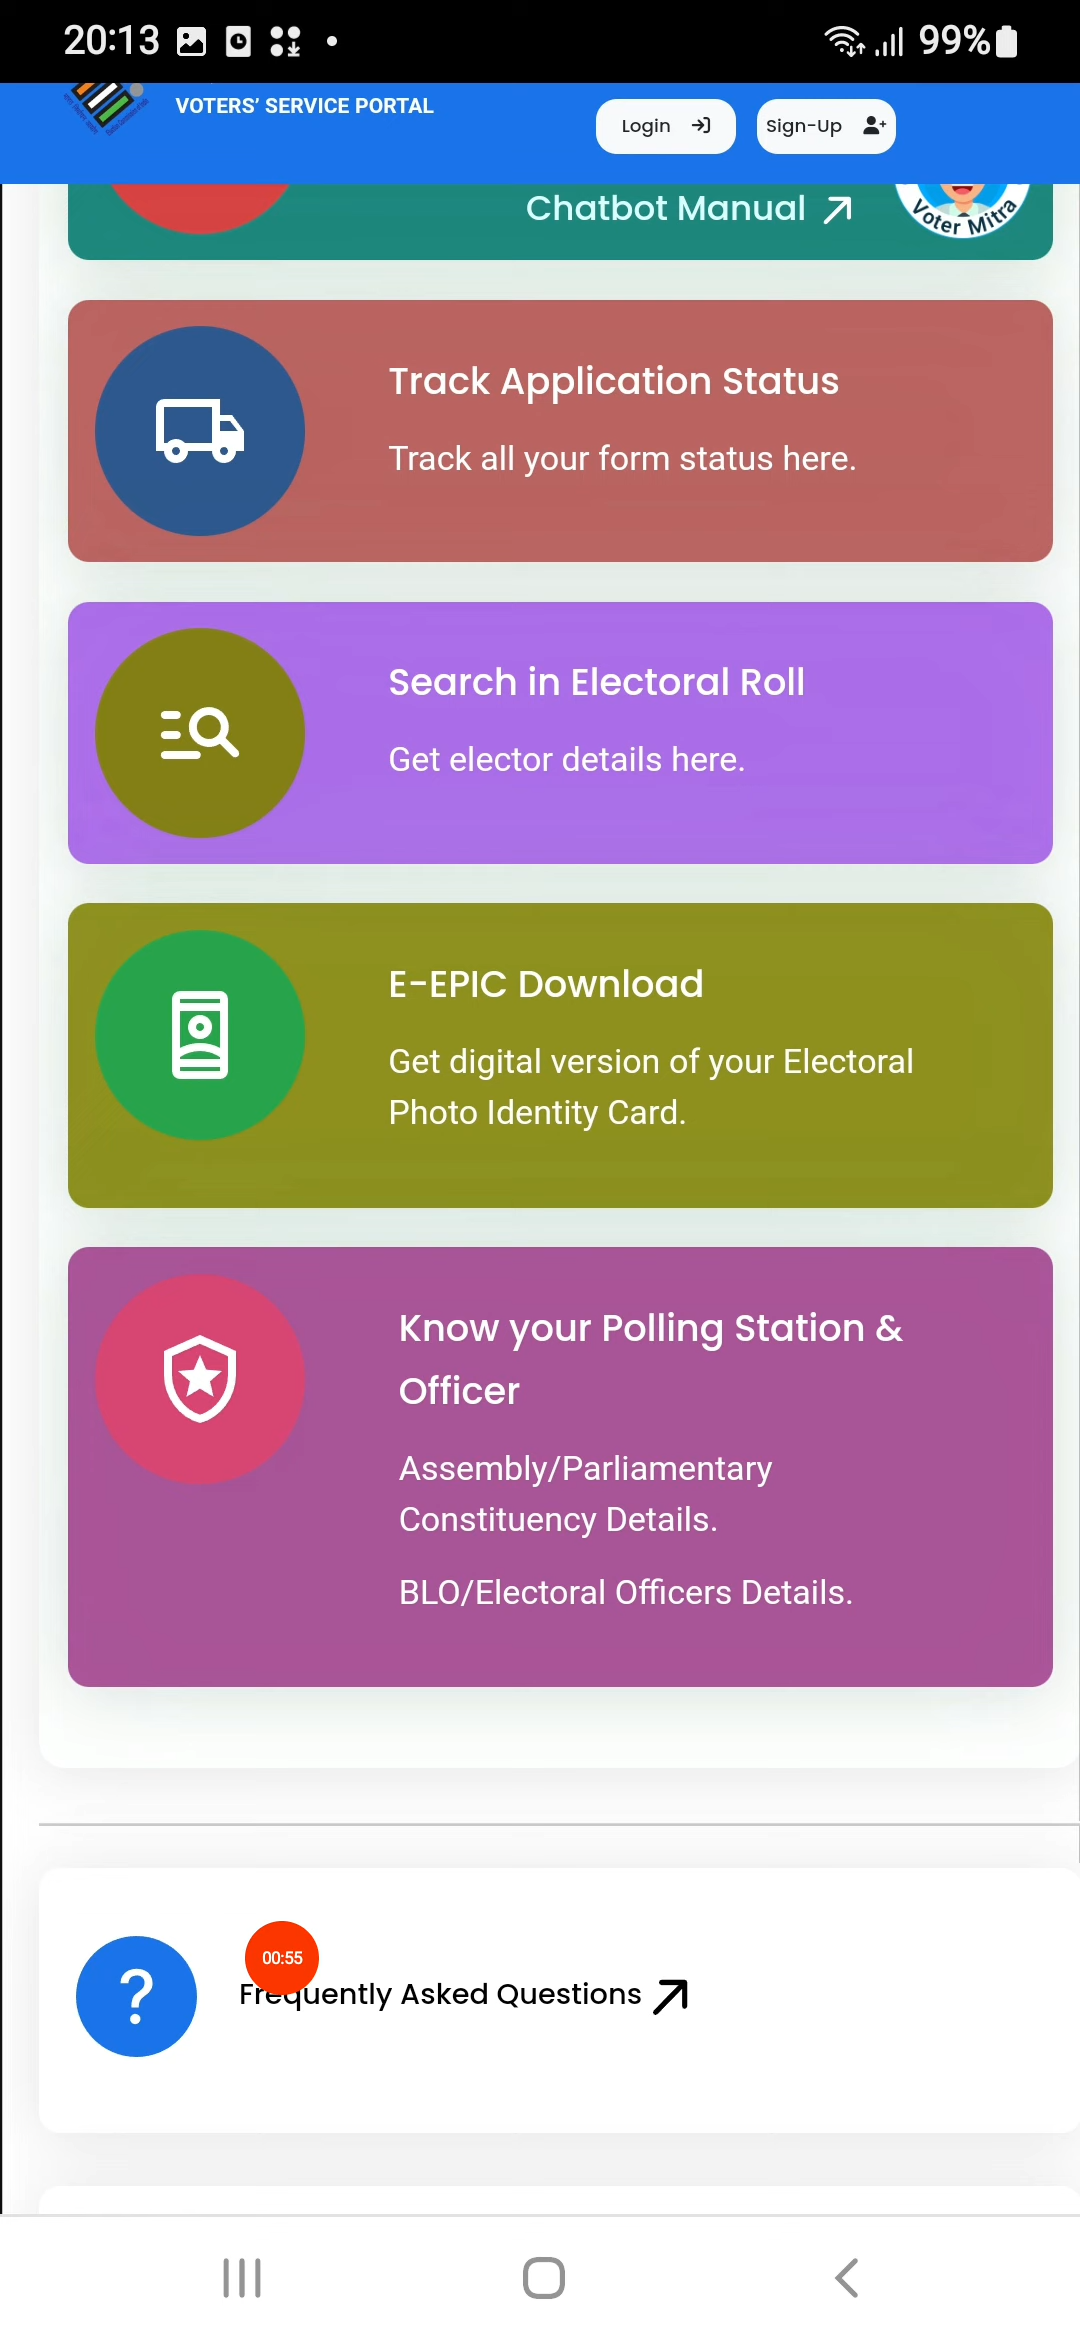 20:13
99%
VOTERS’ SERVICE PORTAL
Login
Sign-Up
Chatbot Manual
Voter Mitra
Track Application Status
Track all your form status here.
Search in Electoral Roll
Get elector details here.
E-EPIC Download
Get digital version of your Electoral
Photo Identity Card.
Know your Polling Station &
Officer
Assembly/Parliamentary
Constituency Details.
BLO/Electoral Officers Details.
00:55
Frequently Asked Questions